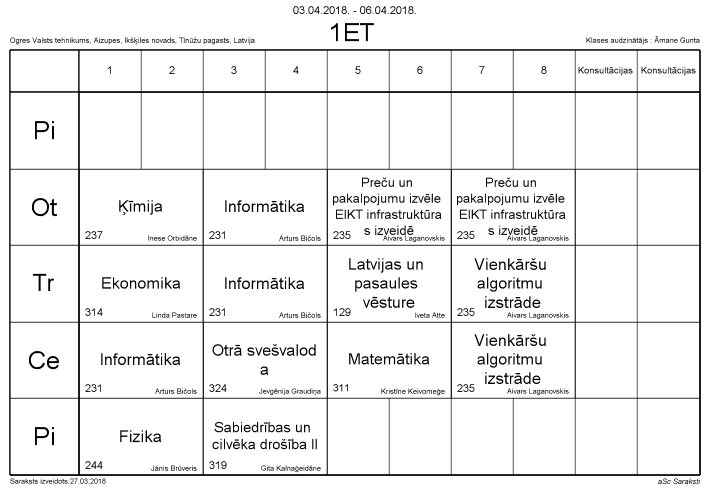 03.04.2018. - 06.04.2018.
1ET
Ogres Valsts tehnikums, Aizupes, Ikšķiles novads, Tīnūžu pagasts, Latvija
Klases audzinātājs : Āmane Gunta
1 2 3 4 5 6 7 8 Konsultācijas Konsultācijas
Pi
Ot
Ķīmija
237 Inese Orbidāne
Informātika
231 Arturs Bičols
Preču un
pakalpojumu izvēle
EIKT infrastruktūra
s izveidē
235 Aivars Laganovskis
Preču un
pakalpojumu izvēle
EIKT infrastruktūra
s izveidē
235 Aivars Laganovskis
Tr
Ekonomika
314 Linda Pastare
Informātika
231 Arturs Bičols
Latvijas un
pasaules
vēsture
129 Iveta Atte
Vienkāršu
algoritmu
izstrāde
235 Aivars Laganovskis
Ce
Informātika
231 Arturs Bičols
Otrā svešvalod
a
324 Jevgēnija Graudiņa
Matemātika
311 Kristīne Keivomeģe
Vienkāršu
algoritmu
izstrāde
235 Aivars Laganovskis
Pi
Fizika
244 Jānis Brūveris
Sabiedrības un
cilvēka drošība II
319 Gita Kalnaģeidāne
Saraksts izveidots:27.03.2018
aSc Saraksti